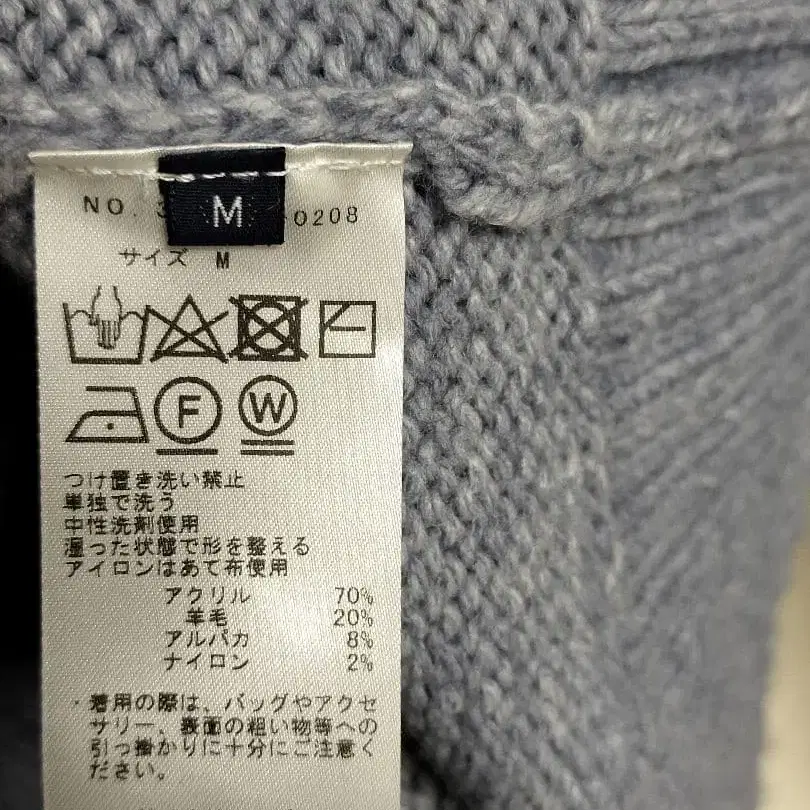 NO. 3 0208
M
サイズ M
F W
つけ置き洗い禁止
単独で洗う
中性洗剤使用
湿った状態で形を整える
アイロンはあて布使用
アクリル 70%
羊毛 20%
アルパカ 8%
ナイロン 2%
・着用の際は、バッグやアクセ
サリー、表面の粗い物等への
引っ掛かりに十分にご注意く
ださい。